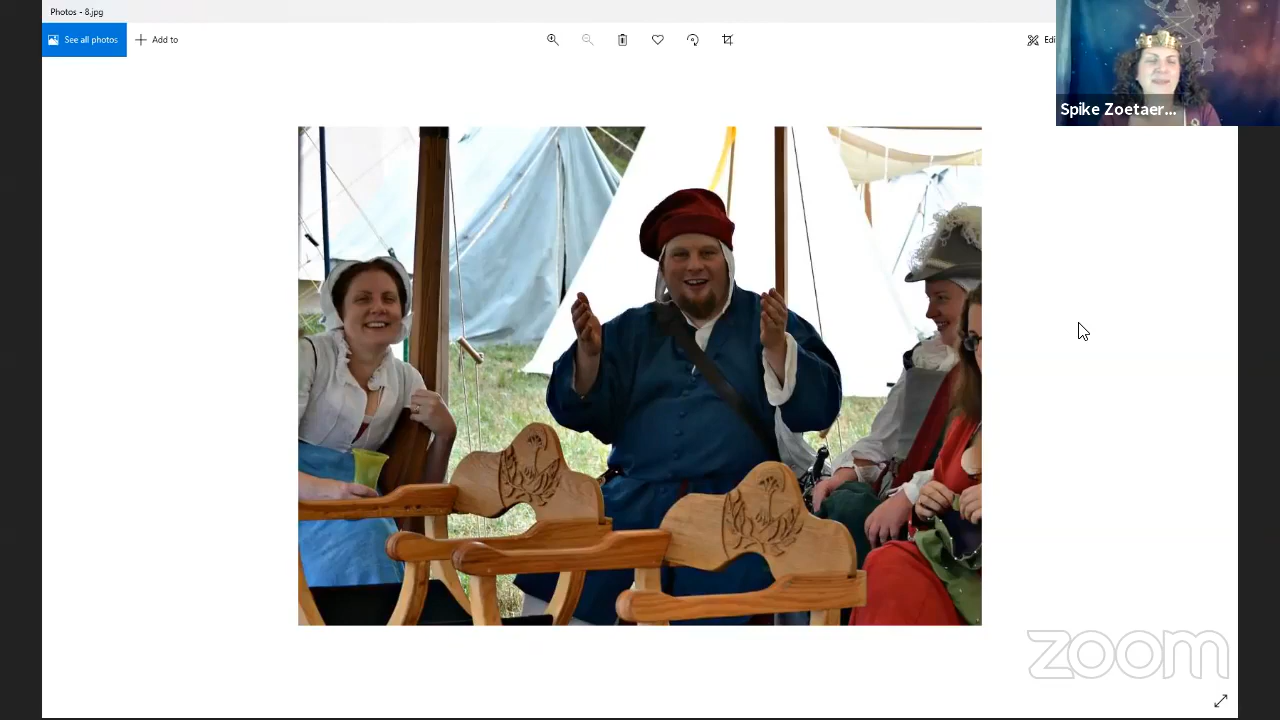 Photos - 8.jpg
See all photos
Add to
Edi
Spike Zoetaer...
zoom